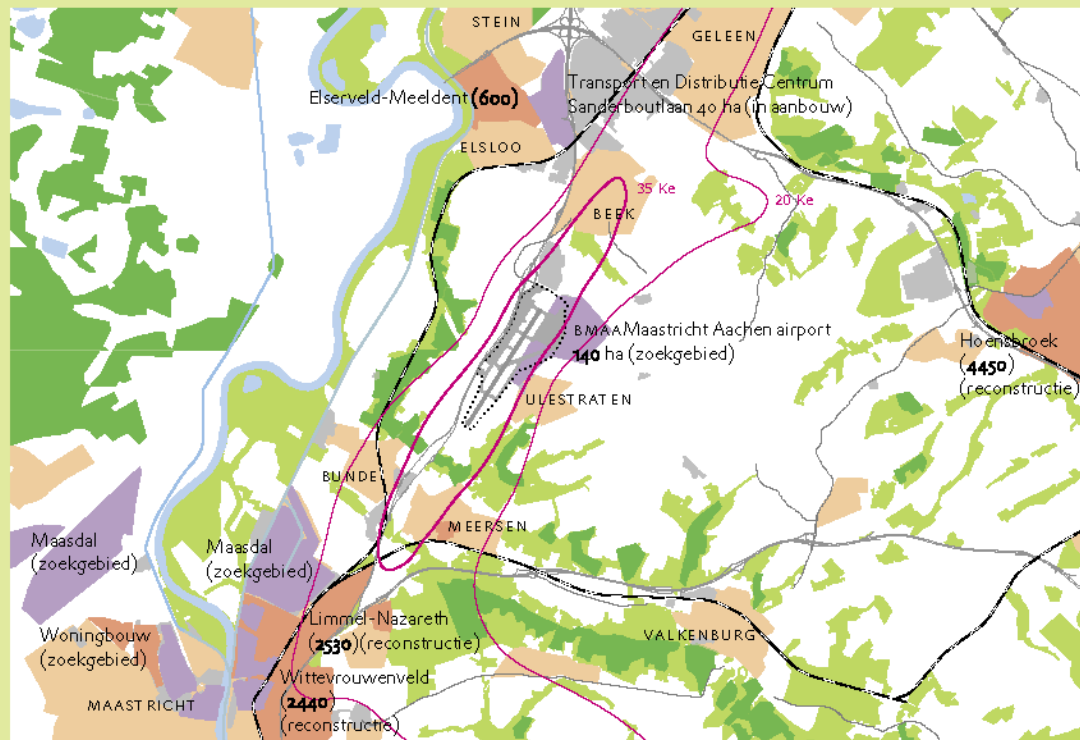 STEIN
GELEEN
Elserveld-Meeldent (600)
Transport en Distributie Centrum
Sanderboutlaan 40 ha (in aanbouw)
ELSLOO
35 Ke
20 Ke
BEEK
BMAA Maastricht Aachen airport
140 ha (zoekgebied)
Hoensbroek
(4450)
(reconstructie)
ULESTRATEN
BUNDE
MEERSEN
Maasdal
(zoekgebied)
Maasdal
(zoekgebied)
Limmel-Nazareth
(2530)(reconstructie)
Woningbouw
(zoekgebied)
VALKENBURG
Wittevrouwenveld
(2440)
(reconstructie)
MAASTRICHT